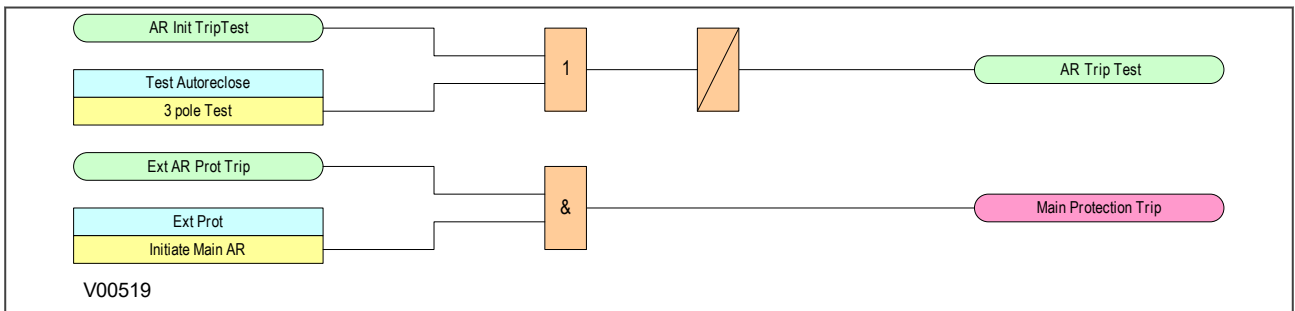 AR Init TripTest
Test Autoreclose
3 pole Test
1
AR Trip Test
Ext AR Prot Trip
Ext Prot
Initiate Main AR
&
Main Protection Trip
V00519